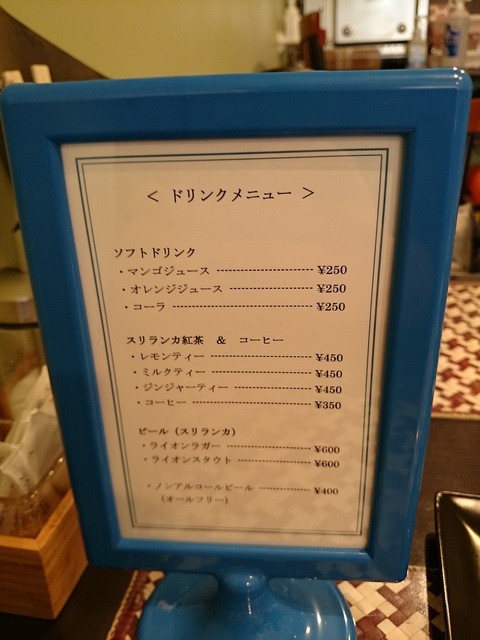 < ドリンクメニュー >
ソフトドリンク
・マンゴジュース ---------------------- ¥250
・オレンジジュース ------------------- ¥250
・コーラ -------------------------------- ¥250
スリランカ紅茶 & コーヒー
・レモンティー -------------------------- ¥450
・ミルクティー -------------------------- ¥450
・ジンジャーティー -------------------- ¥450
・コーヒー ------------------------------ ¥350
ビール（スリランカ）
・ライオンラガー ---------------------- ¥600
・ライオンスタウト -------------------- ¥600
・ノンアルコールビール -------------- ¥400
（オールフリー）